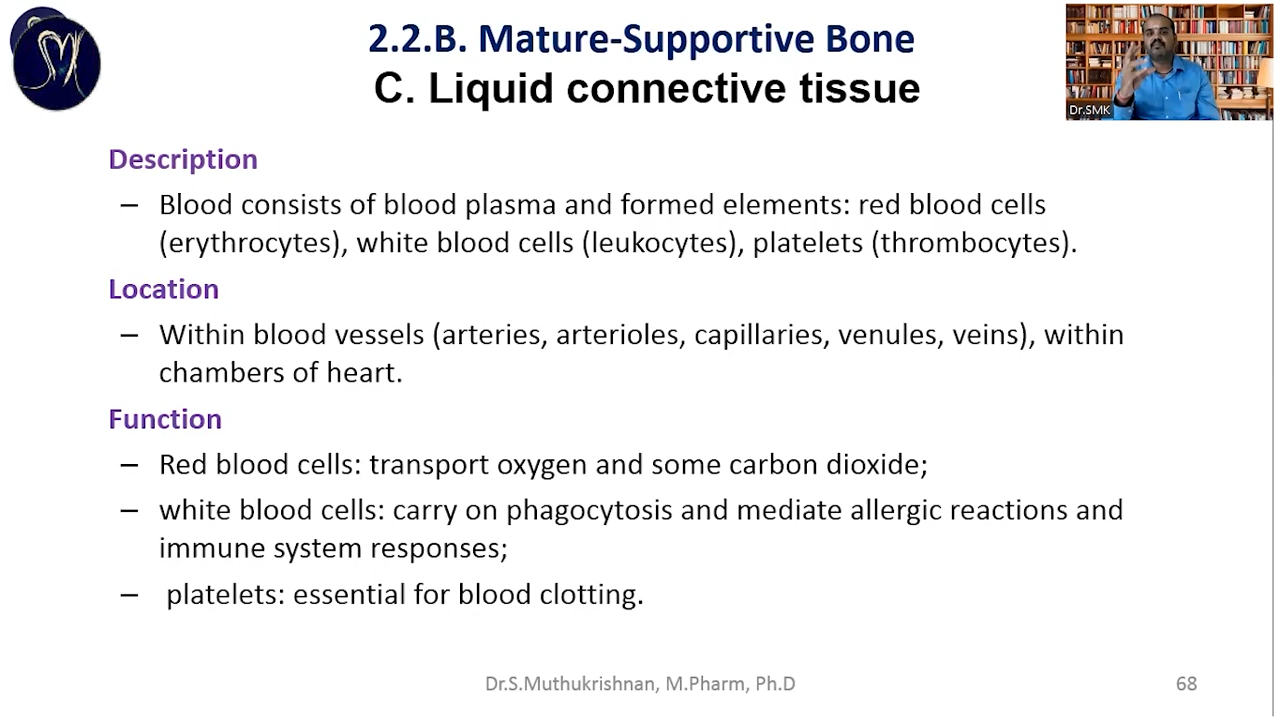 2.2.B. Mature-Supportive Bone
C. Liquid connective tissue
Dr.SMK
Description
– Blood consists of blood plasma and formed elements: red blood cells
(erythrocytes), white blood cells (leukocytes), platelets (thrombocytes).
Location
– Within blood vessels (arteries, arterioles, capillaries, venules, veins), within
chambers of heart.
Function
– Red blood cells: transport oxygen and some carbon dioxide;
– white blood cells: carry on phagocytosis and mediate allergic reactions and
immune system responses;
– platelets: essential for blood clotting.
Dr.S.Muthukrishnan, M.Pharm, Ph.D
68